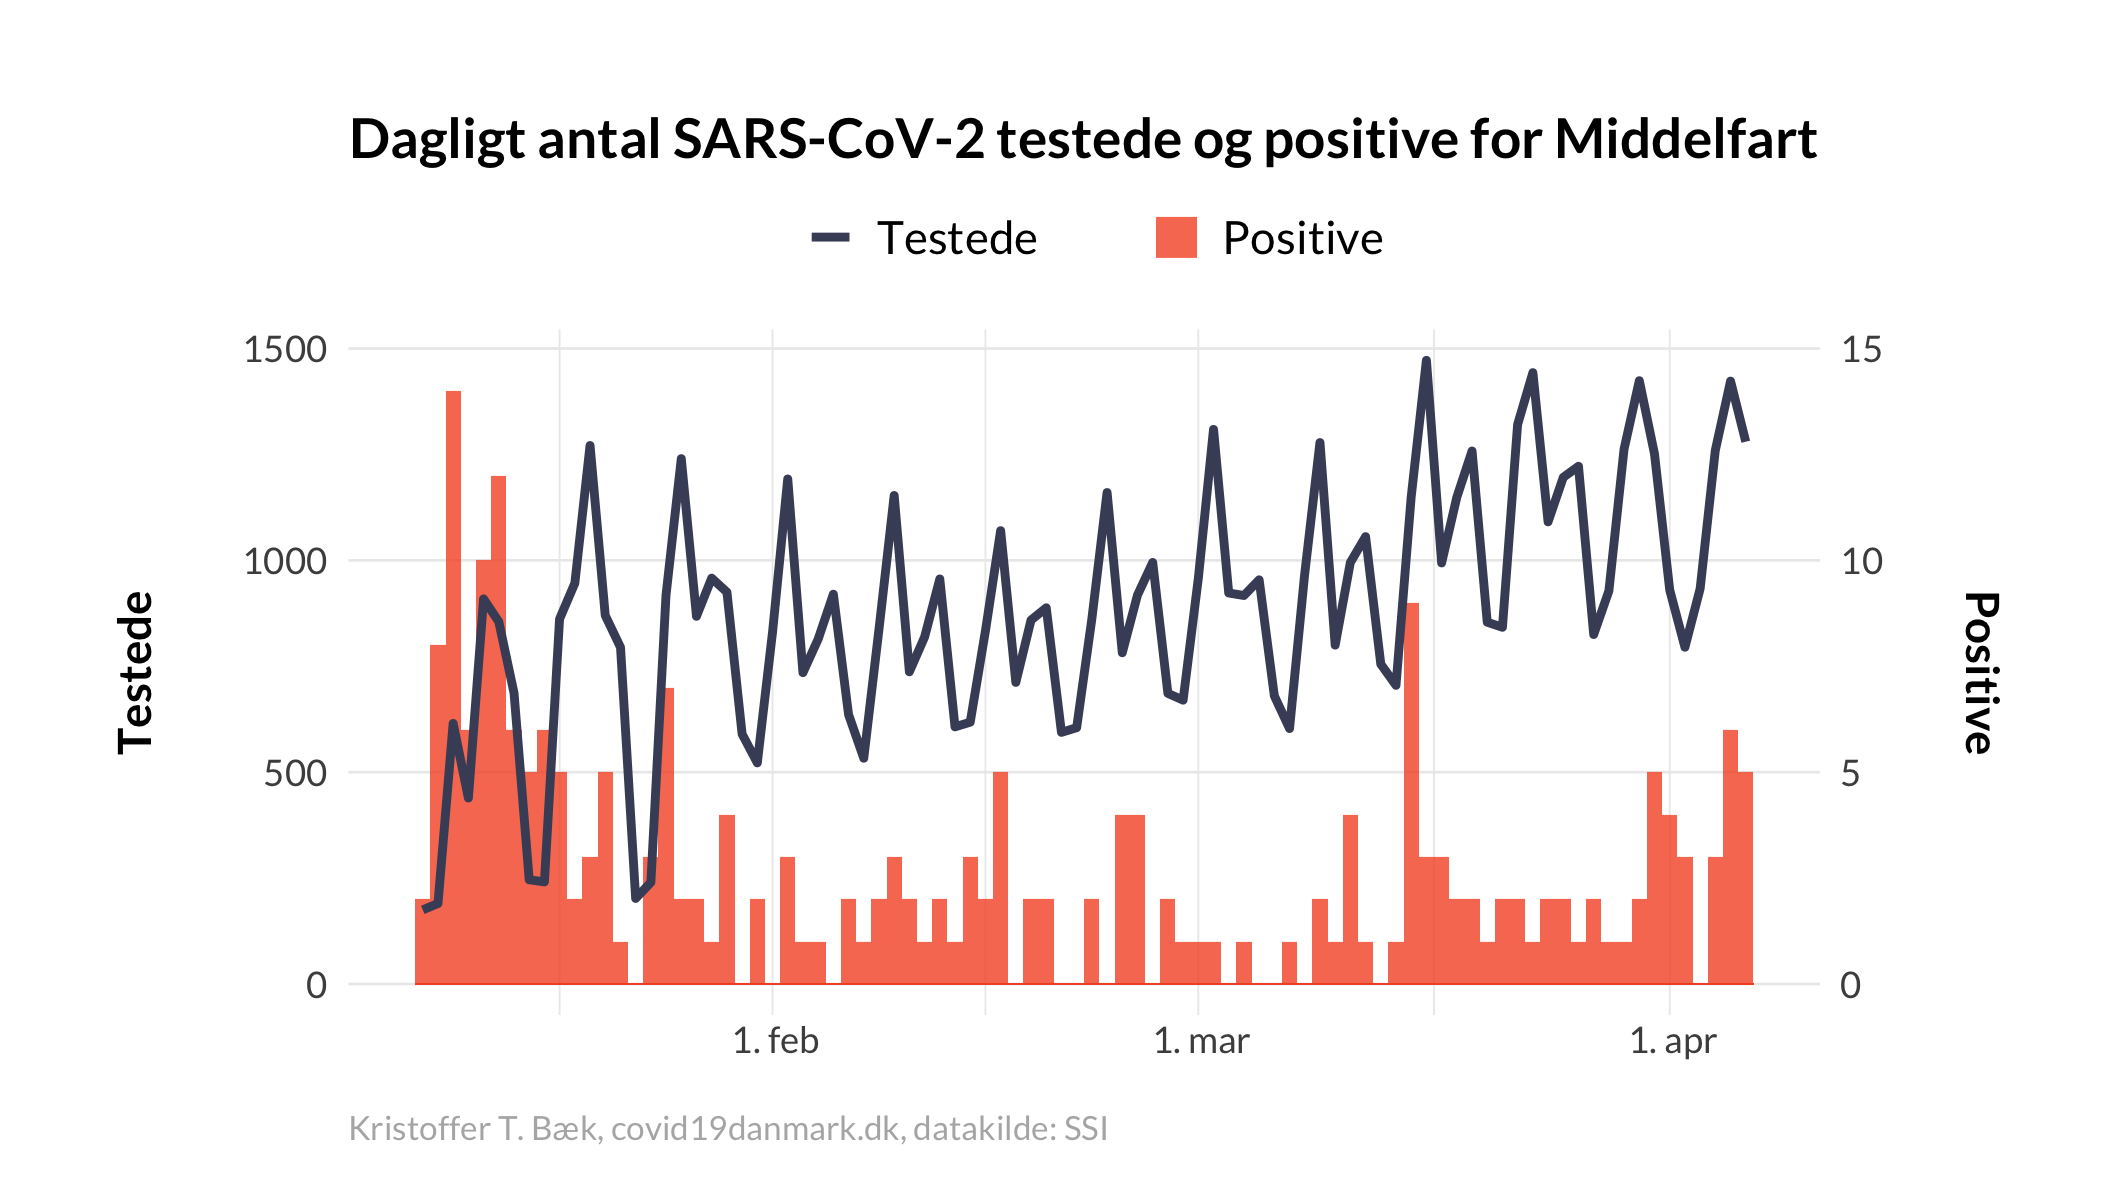 Dagligt antal SARS-CoV-2 testede og positive for Middelfart
Testede Positive
1500 15
1000 10
500 5
0 0
Testede
Positive
1. feb 1. mar 1. apr
Kristoffer T. Bæk, covid19danmark.dk, datakilde: SSI